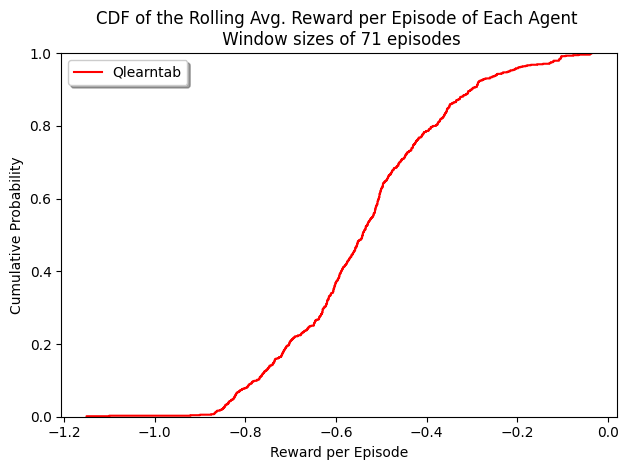 CDF of the Rolling Avg. Reward per Episode of Each Agent
Window sizes of 71 episodes
Qlearntab
Cumulative Probability
1.0
0.8
0.6
0.4
0.2
0.0
−1.2
−1.0
−0.8
−0.6
−0.4
−0.2
0.0
Reward per Episode